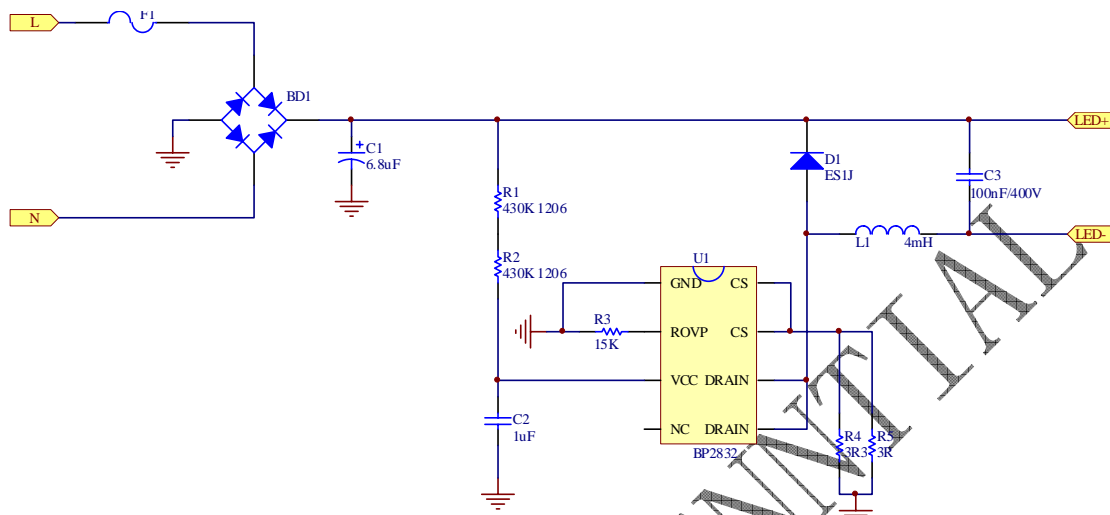 L
F1
BD1
C1
6.8uF
N
LED+
D1
ES1J
C3
100nF/400V
R1
430K 1206
R2
430K 1206
L1
4mH
LED-
U1
GND
CS
R3
15K
ROVP
CS
VCC
DRAIN
NC
DRAIN
C2
1uF
BP2832
R4
3R3
R5
3R
NNTIAL